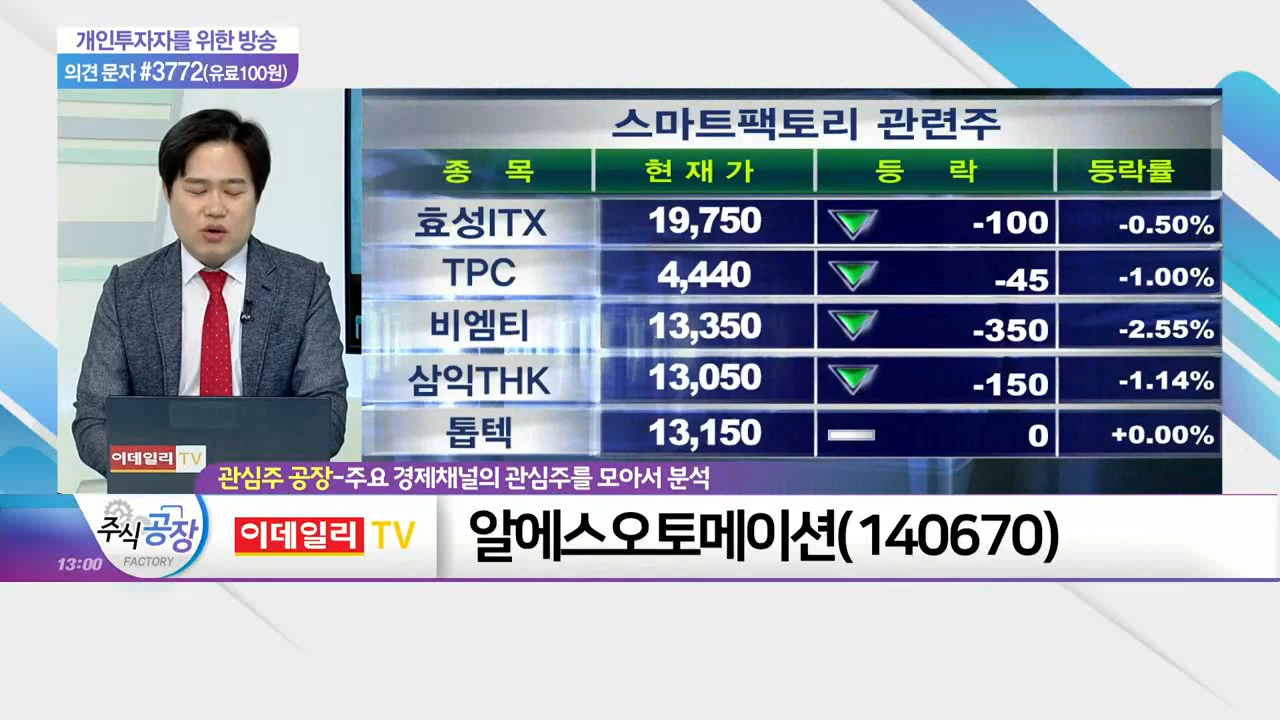 개인투자자를 위한 방송
의견 문자 #3772(유료100원)
스마트팩토리 관련주
종 목 현 재 가 등 락 등락률
효성ITX 19,750 -100 -0.50%
TPC 4,440 -45 -1.00%
비엠티 13,350 -350 -2.55%
삼익THK 13,050 -150 -1.14%
톱텍 13,150 0 +0.00%
이데일리 TV
관심주 공장-주요 경제채널의 관심주를 모아서 분석
주식공장
FACTORY
13:00
이데일리 TV
알에스오토메이션(140670)